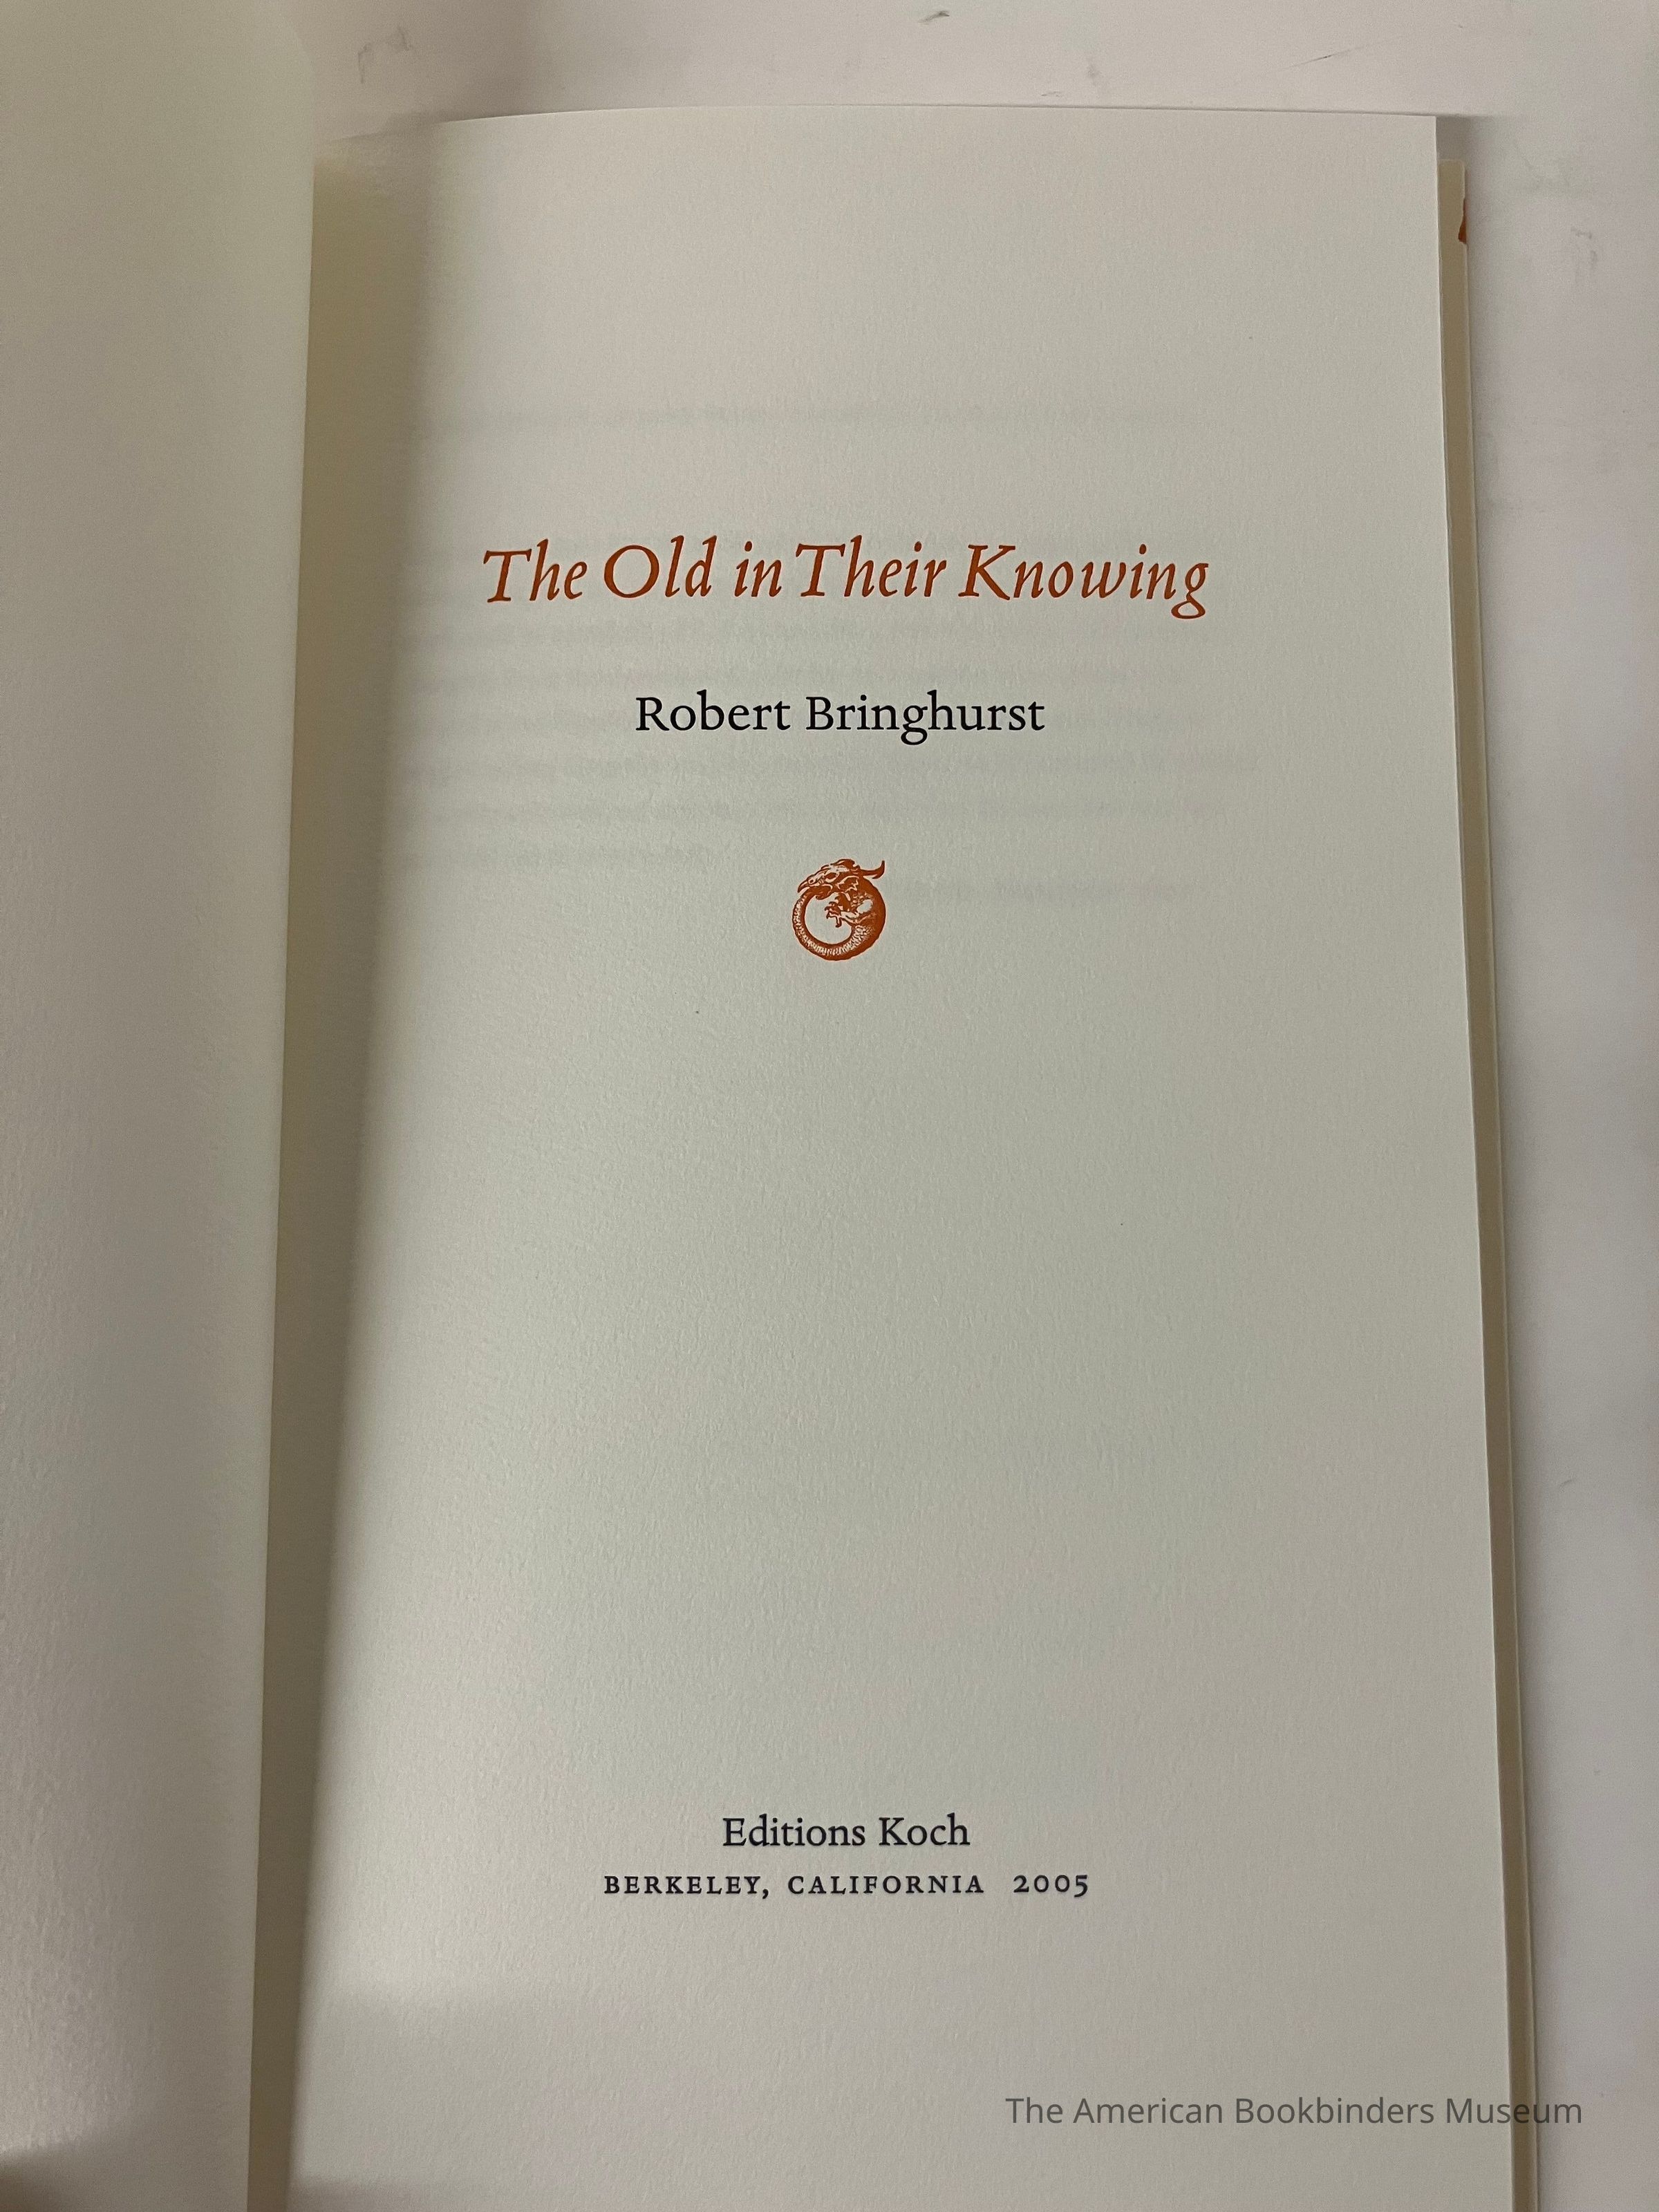 The Old in Their Knowing
Robert Bringhurst
Editions Koch
BERKELEY, CALIFORNIA 2005
The American Bookbinders Museum